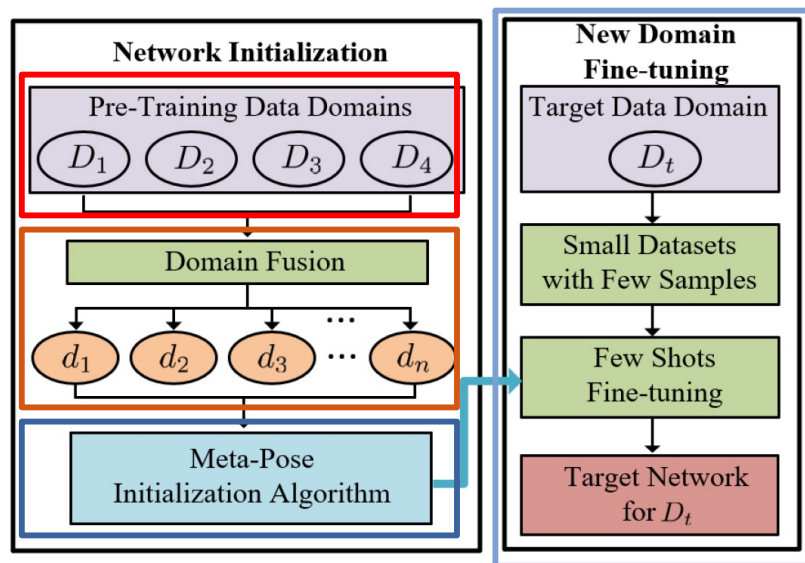 Network Initialization
Pre-Training Data Domains
D₁ D₂ D₃ D₄
Domain Fusion
...
d₁ d₂ d₃ ... dₙ
Meta-Pose
Initialization Algorithm
New Domain
Fine-tuning
Target Data Domain
Dₜ
Small Datasets
with Few Samples
Few Shots
Fine-tuning
Target Network
for Dₜ